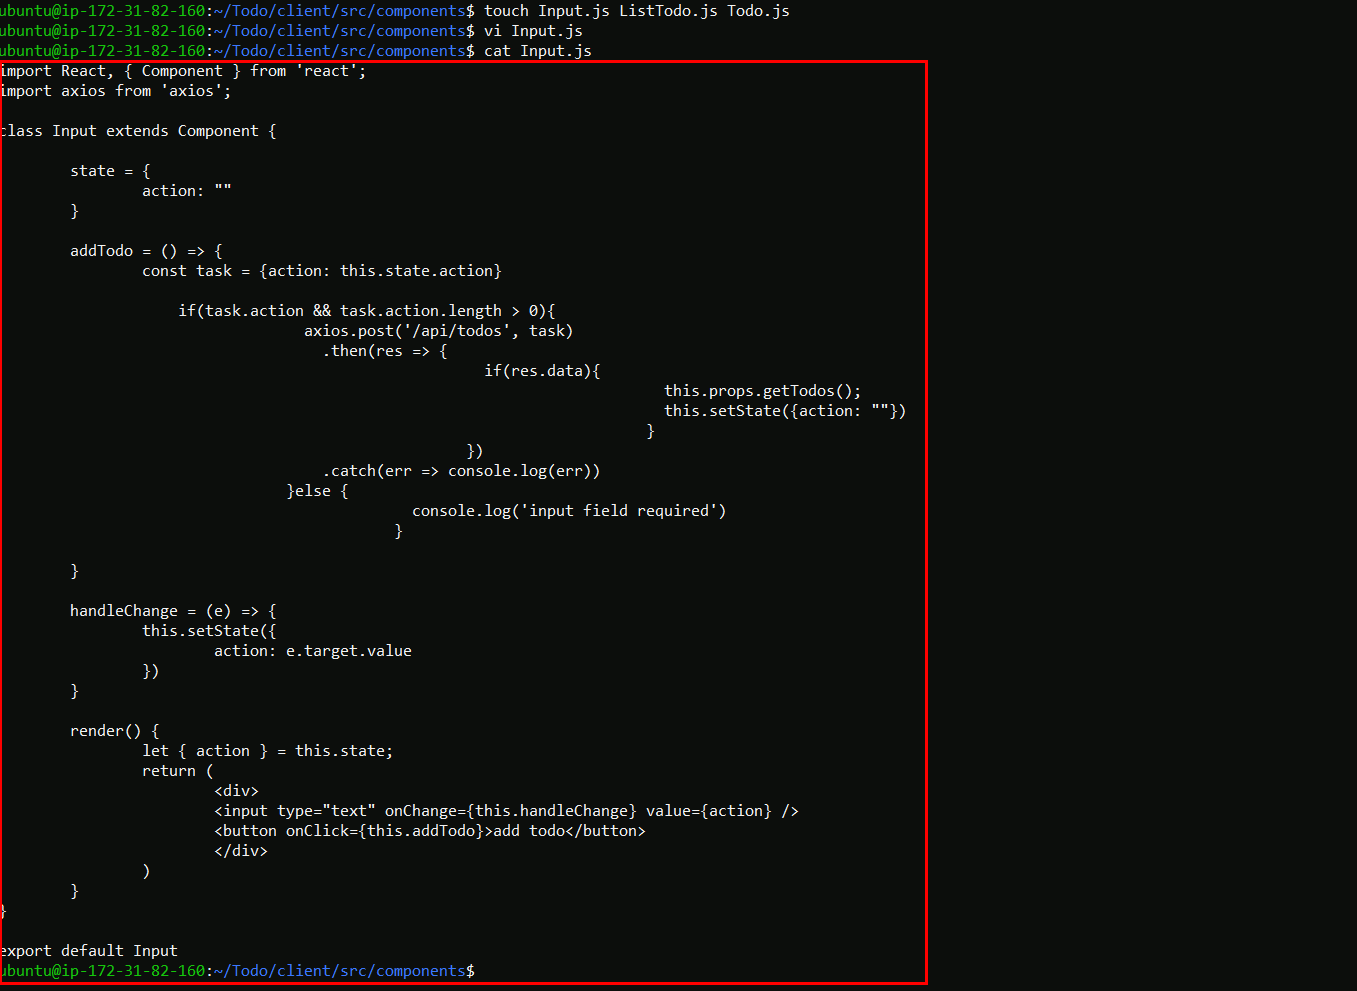 ubuntu@ip-172-31-82-160:~/Todo/client/src/components$ touch Input.js ListTodo.js Todo.js
ubuntu@ip-172-31-82-160:~/Todo/client/src/components$ vi Input.js
ubuntu@ip-172-31-82-160:~/Todo/client/src/components$ cat Input.js
import React, { Component } from 'react';
import axios from 'axios';

class Input extends Component {

        state = {
                action: ""
        }

        addTodo = () => {
                const task = {action: this.state.action}

                    if(task.action && task.action.length > 0){
                                  axios.post('/api/todos', task)
                                    .then(res => {
                                                      if(res.data){
                                                                          this.props.getTodos();
                                                                          this.setState({action: ""})
                                                                        }
                                                    })
                                    .catch(err => console.log(err))
                                }else {
                                              console.log('input field required')
                                            }

        }

        handleChange = (e) => {
                this.setState({
                        action: e.target.value
                })
        }

        render() {
                let { action } = this.state;
                return (
                        <div>
                        <input type="text" onChange={this.handleChange} value={action} />
                        <button onClick={this.addTodo}>add todo</button>
                        </div>
                )
        }
}

export default Input
ubuntu@ip-172-31-82-160:~/Todo/client/src/components$